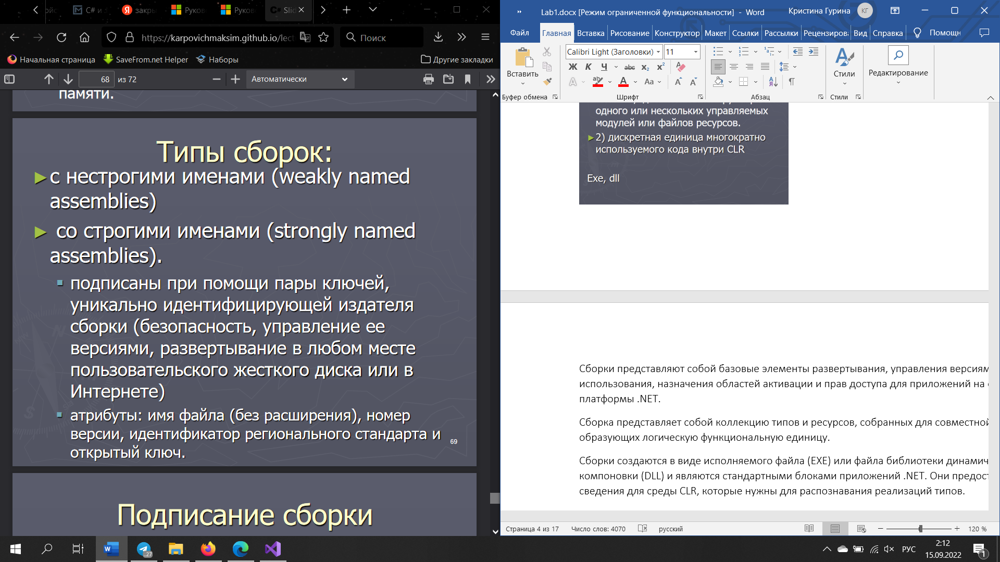 C# и
закры
Руков
Руков
Slid
https://karpovichmaksim.github.io/lect
Поиск
Начальная страница
SaveFrom.net Helper
Наборы
Другие закладки
68 из 72
Автоматически
памяти.
Типы сборок:
с нестрогими именами (weakly named
assemblies)
со строгими именами (strongly named
assemblies).
подписаны при помощи пары ключей,
уникально идентифицирующей издателя
сборки (безопасность, управление ее
версиями, развертывание в любом месте
пользовательского жесткого диска или в
Интернете)
атрибуты: имя файла (без расширения), номер
версии, идентификатор регионального стандарта и
открытый ключ.
69
Подписание сборки
Lab1.docx [Режим ограниченной функциональности] - Word
Кристина Гурина
КГ
Файл
Главная
Вставка
Рисование
Конструктор
Макет
Ссылки
Рассылки
Рецензирова
Вид
Справка
Помощн
Вставить
Буфер обмена
Calibri Light (Заголовки)
11
Ж К Ч abc x₂ x²
Aa
Шрифт
Абзац
Стили
Стили
Редактирование
одного или нескольких управляемых
модулей или файлов ресурсов.
2) дискретная единица многократно
используемого кода внутри CLR
Exe, dll
Сборки представляют собой базовые элементы развертывания, управления версиям
использования, назначения областей активации и прав доступа для приложений на
платформы .NET.
Сборка представляет собой коллекцию типов и ресурсов, собранных для совместной
образующих логическую функциональную единицу.
Сборки создаются в виде исполняемого файла (EXE) или файла библиотеки динамич
компоновки (DLL) и являются стандартными блоками приложений .NET. Они предост
сведения для среды CLR, которые нужны для распознавания реализаций типов.
Страница 4 из 17
Число слов: 4070
русский
120 %
27
РУС
2:12
15.09.2022
1